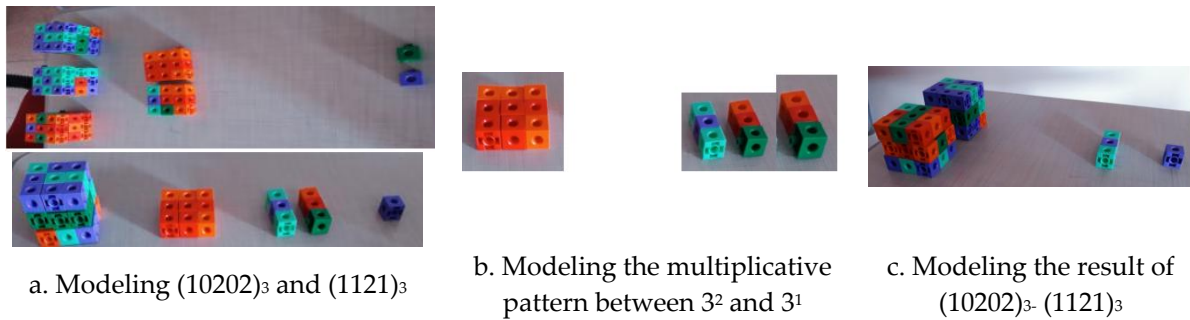 a. Modeling (10202)₃ and (1121)₃
b. Modeling the multiplicative
pattern between 3² and 3¹
c. Modeling the result of
(10202)₃- (1121)₃